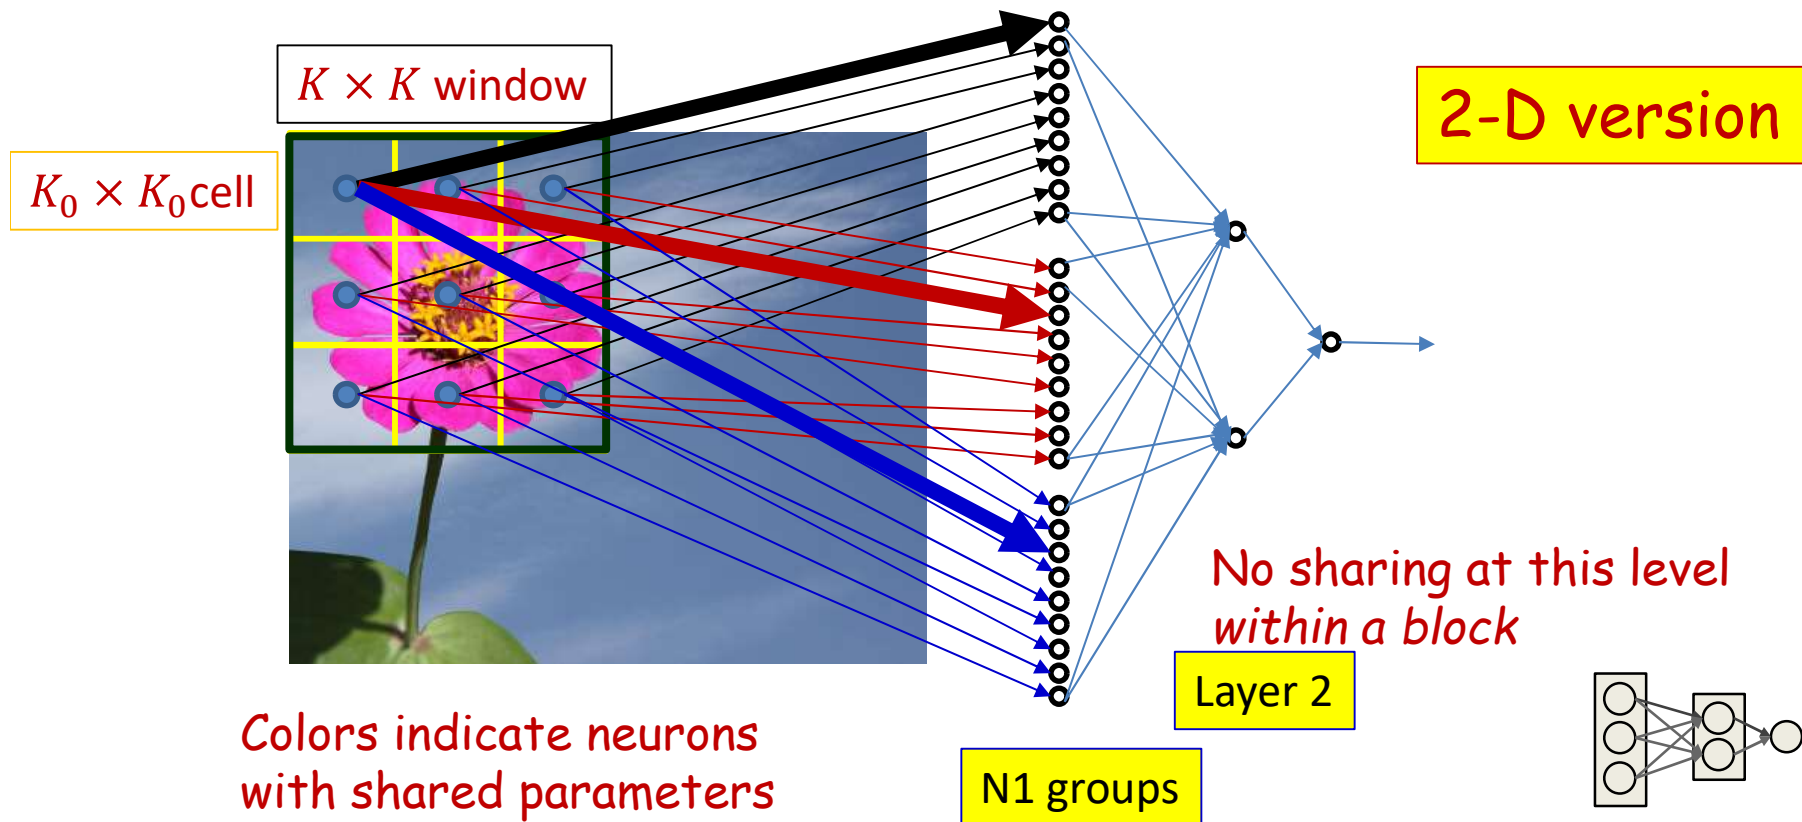 K × K window
2-D version
K₀ × K₀cell
No sharing at this level
within a block
Layer 2
Colors indicate neurons
with shared parameters
N1 groups